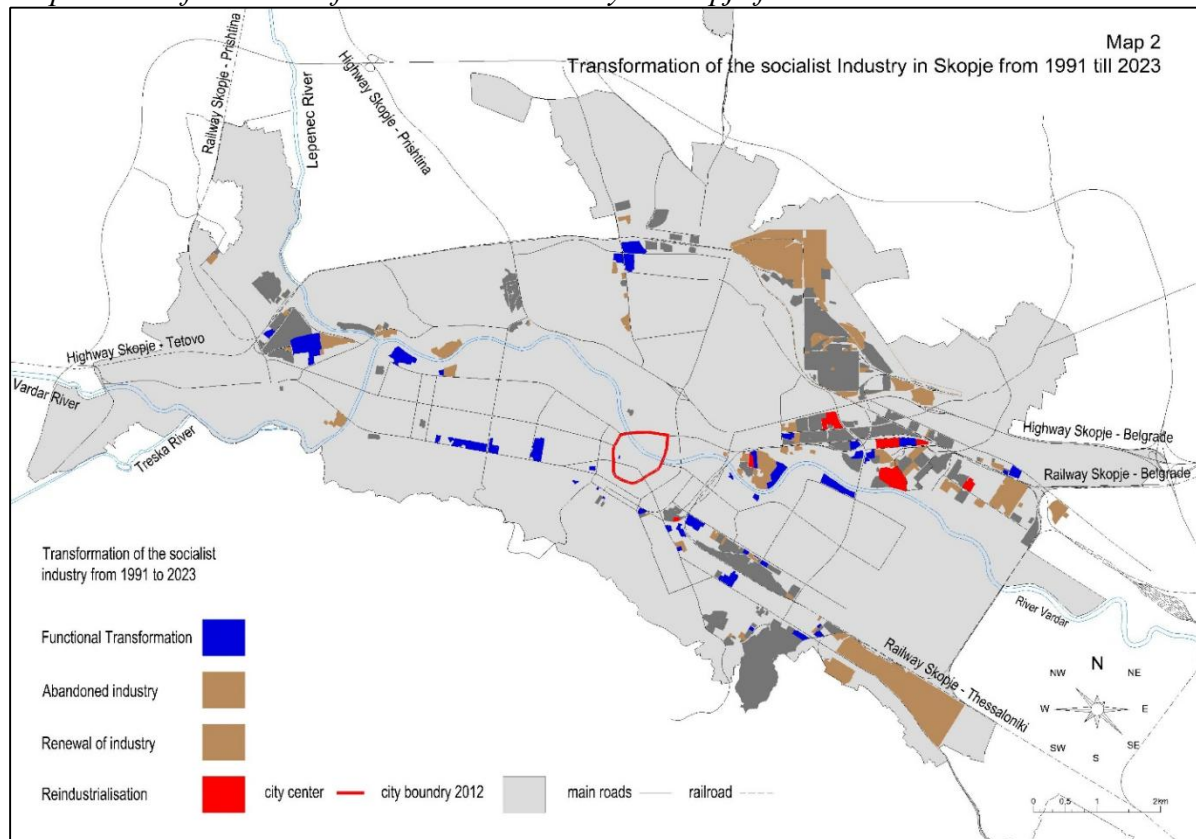 Map 2
Transformation of the socialist Industry in Skopje from 1991 till 2023
Railway Skopje - Prishtina
Lepenec River
Highway Skopje - Prishtina
Highway Skopje - Tetovo
Vardar River
Treska River
Highway Skopje - Belgrade
Railway Skopje - Belgrade
River Vardar
Railway Skopje - Thessaloniki
Transformation of the socialist
industry from 1991 to 2023
Functional Transformation
Abandoned industry
Renewal of industry
Reindustrialisation
city center
city boundry 2012
main roads
railroad
N
NW
NE
W
E
SW
SE
S
0 0,5 1 2km